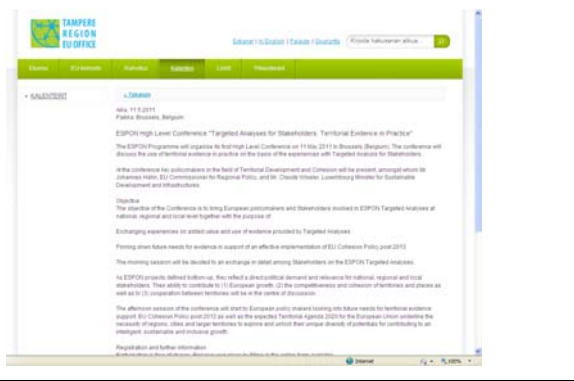 TAMPERE
REGION
EU OFFICE
Extranet | In English | Palaute | Sivukartta
Kirjoita hakusanan alkua...
Etusivu EU-toimisto Rahoitus Kalenteri Linkit Yhteystiedot
KALENTERIT
« Takaisin
Aika: 11.5.2011
Paikka: Brussels, Belgium
ESPON High Level Conference "Targeted Analyses for Stakeholders: Territorial Evidence in Practice"
The ESPON Programme will organise its first High Level Conference on 11 May 2011 in Brussels (Belgium). The conference will
discuss the use of territorial evidence in practice on the basis of the experiences with Targeted Analysis for Stakeholders.
At the conference key policymakers in the field of Territorial Development and Cohesion will be present, amongst whom Mr.
Johannes Hahn, EU Commissioner for Regional Policy, and Mr. Claude Wiseler, Luxembourg Minister for Sustainable
Development and Infrastructures.
Objective
The objective of the Conference is to bring European policymakers and Stakeholders involved in ESPON Targeted Analyses at
national, regional and local level together with the purpose of:
Exchanging experiences on added value and use of evidence provided by Targeted Analyses
Finding down future needs for evidence in support of an effective implementation of EU Cohesion Policy post 2013
The morning session will be devoted to an exchange in detail among Stakeholders on the ESPON Targeted Analyses.
As ESPON projects defined bottom-up, they reflect a direct political demand and relevance for national, regional and local
stakeholders. Their ability to contribute to (1) European growth, (2) the competitiveness and cohesion of territories and places as
well as to (3) cooperation between territories will be in the centre of discussion.
The afternoon session of the conference will start by European policy makers looking into future needs for territorial evidence
support. EU Cohesion Policy post 2013 as well as the expected Territorial Agenda 2020 for the European Union underline the
necessity of regions, cities and larger territories to explore and unlock their unique diversity of potentials for contributing to an
intelligent, sustainable and inclusive growth.
Registration and further information
Internet
100%